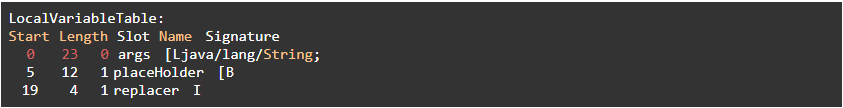 LocalVariableTable:
Start Length Slot Name Signature
0 23 0 args [Ljava/lang/String;
5 12 1 placeHolder [B
19 4 1 replacer I